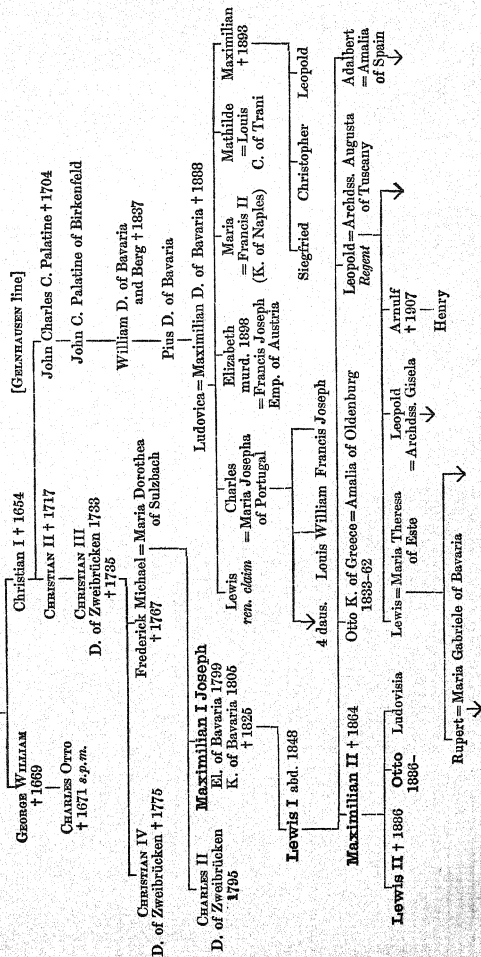 GEORGE WILLIAM
†1669
CHARLES OTTO
†1671 s.p.m.
Christian I †1654
[GELNHAUSEN line]
CHRISTIAN II †1717
John Charles C. Palatine †1704
CHRISTIAN III
D. of Zweibrücken 1733
†1735
John C. Palatine of Birkenfeld
William D. of Bavaria
and Berg †1837
Pius D. of Bavaria
CHRISTIAN IV
D. of Zweibrücken †1775
Frederick Michael=Maria Dorothea
†1767 of Sulzbach
Ludovica=Maximilian D. of Bavaria †1888
CHARLES II
D. of Zweibrücken
1795
Maximilian I Joseph
El. of Bavaria 1799
K. of Bavaria 1805
†1825
Lewis
ren. claim
Charles
=Maria Josepha
of Portugal
Elizabeth
murd. 1898
=Francis Joseph
Emp. of Austria
Maria
=Francis II
(K. of Naples)
Mathilde
=Louis
C. of Trani
Maximilian
†1893
4 daus.
Louis William
Francis Joseph
Siegfried
Christopher
Leopold
Lewis I abd. 1848
Maximilian II †1864
Otto K. of Greece=Amalia of Oldenburg
1833-62
Leopold=Archdss. Augusta
Regent of Tuscany
Adalbert
=Amalia
of Spain
Lewis II †1886
Otto
1886-
Ludovisia
Lewis=Maria Theresa
of Este
Leopold
=Archdss. Gisela
Arnulf
†1907
Henry
Rupert=Maria Gabriele of Bavaria